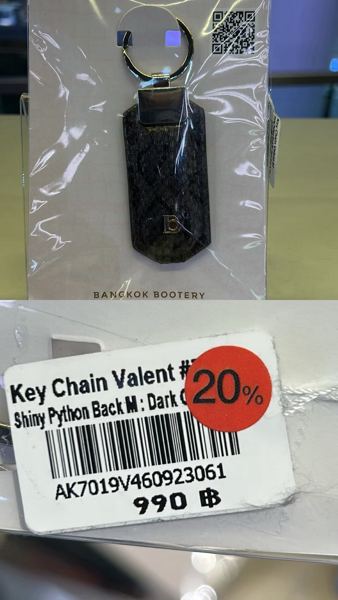 B
BANGKOK BOOTERY
Key Chain Valent
20%
Shiny Python Back M : Dark
AK7019V460923061
990 ฿